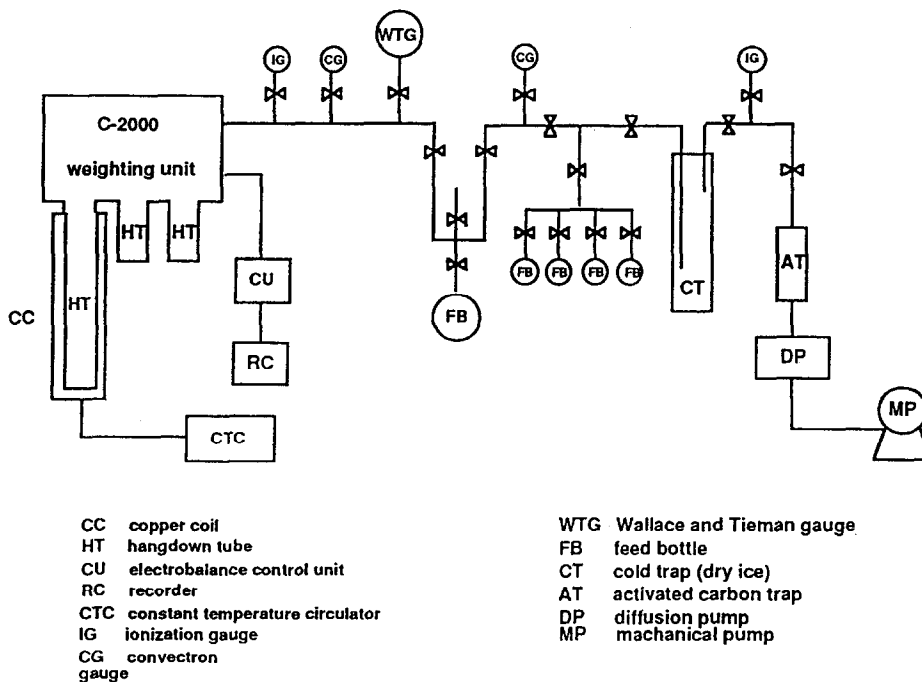 WTG
IG
CG
CG
IG
C-2000
weighting unit
HT
HT
HT
CC
CU
RC
CTC
FB
FB
FB
FB
FB
CT
AT
DP
MP
CC copper coil
HT hangdown tube
CU electrobalance control unit
RC recorder
CTC constant temperature circulator
IG ionization gauge
CG convectron
gauge
WTG Wallace and Tieman gauge
FB feed bottle
CT cold trap (dry ice)
AT activated carbon trap
DP diffusion pump
MP machanical pump